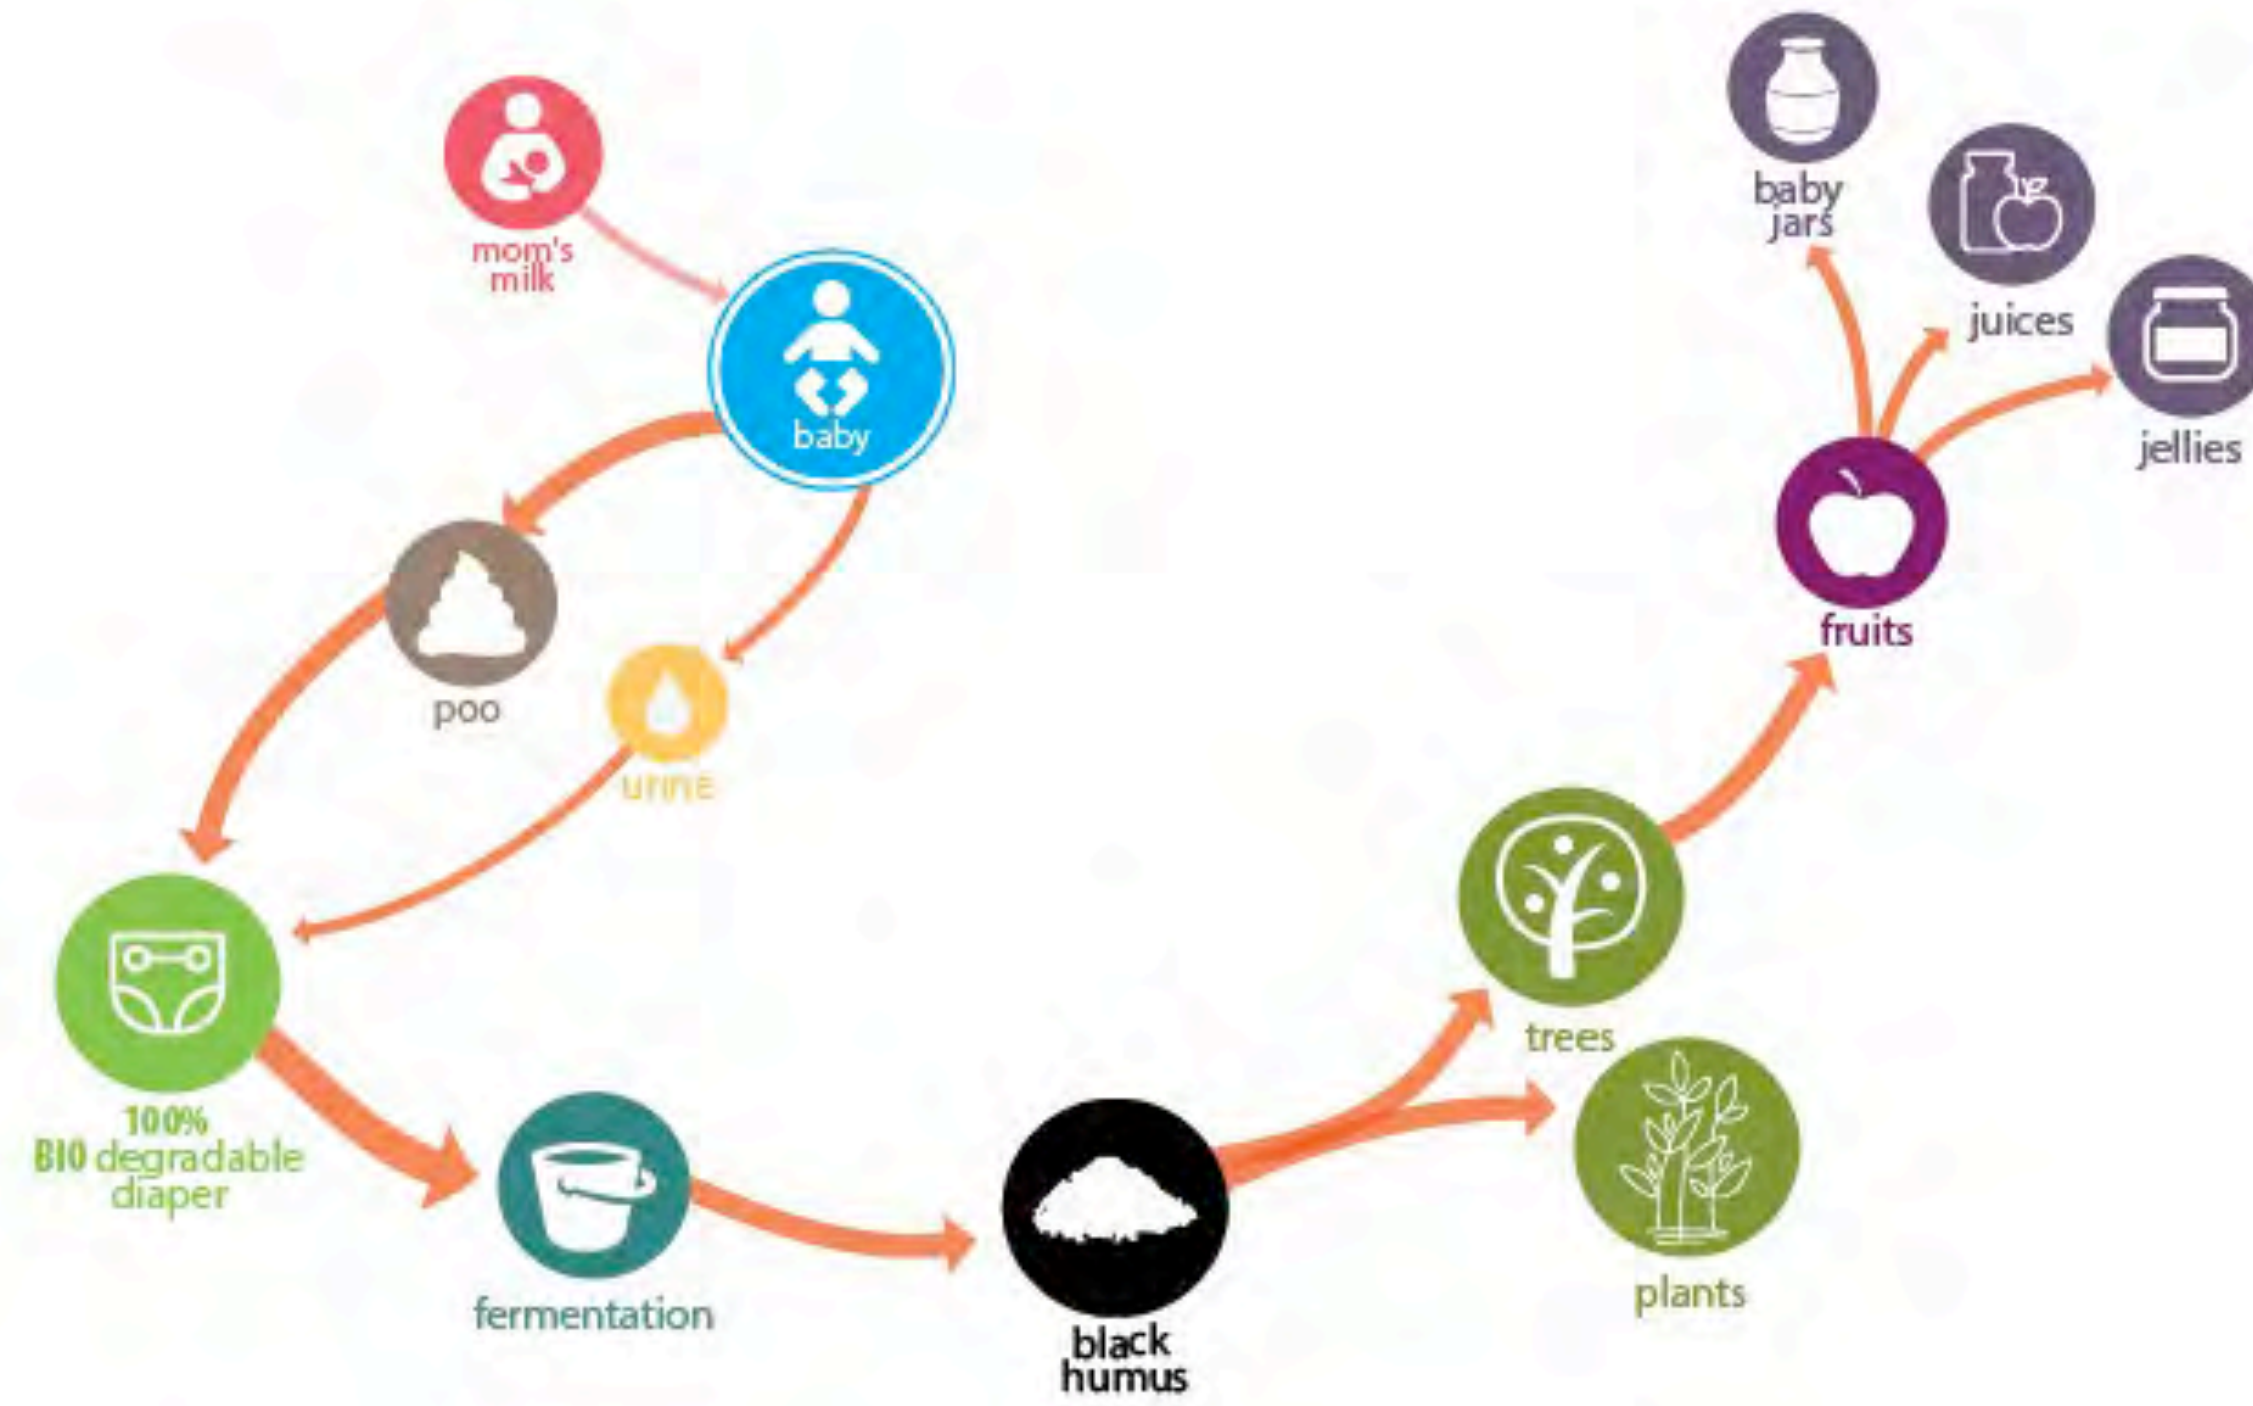 mom's
milk
baby
poo
urine
100%
BIO degradable
diaper
fermentation
black
humus
trees
plants
fruits
baby
jars
juices
jellies